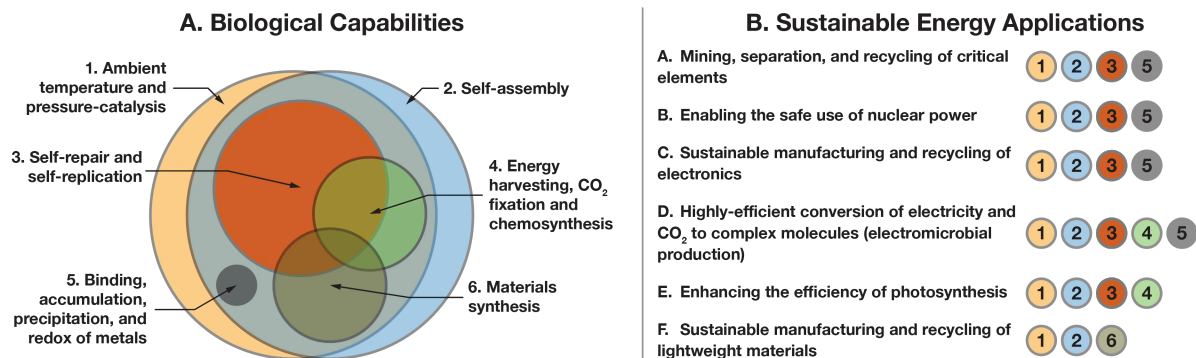 A. Biological Capabilities
1. Ambient
temperature and
pressure-catalysis
2. Self-assembly
3. Self-repair and
self-replication
4. Energy
harvesting, CO₂
fixation and
chemosynthesis
5. Binding,
accumulation,
precipitation, and
redox of metals
6. Materials
synthesis
B. Sustainable Energy Applications
A. Mining, separation, and recycling of critical
elements
1 2 3 5
B. Enabling the safe use of nuclear power
1 2 3 5
C. Sustainable manufacturing and recycling of
electronics
1 2 3 5
D. Highly-efficient conversion of electricity and
CO₂ to complex molecules (electromicrobial
production)
1 2 3 4 5
E. Enhancing the efficiency of photosynthesis
1 2 3 4
F. Sustainable manufacturing and recycling of
lightweight materials
1 2 6